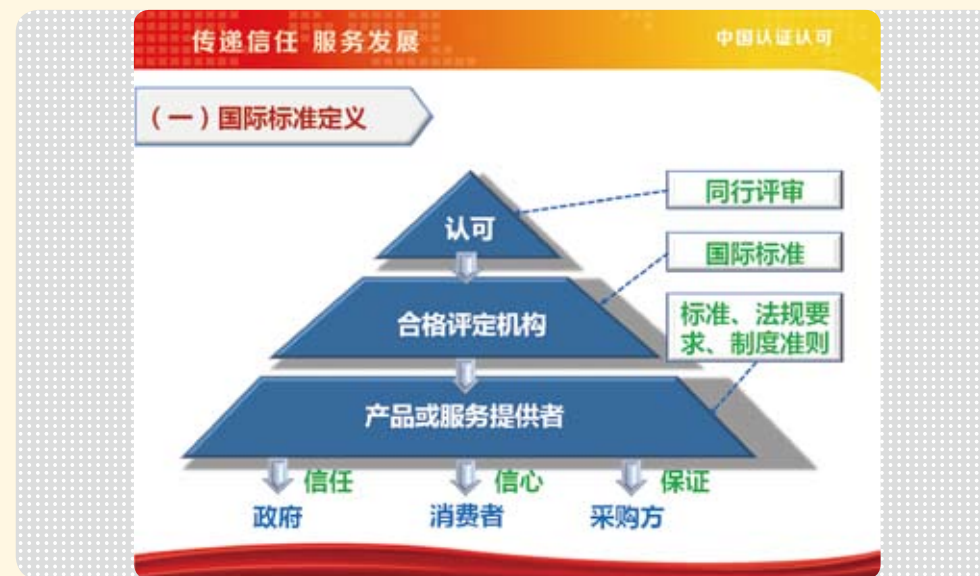 传递信任 服务发展
中国认证认可
（一）国际标准定义
认可
同行评审
国际标准
合格评定机构
标准、法规要
求、制度准则
产品或服务提供者
信任
信心
保证
政府
消费者
采购方